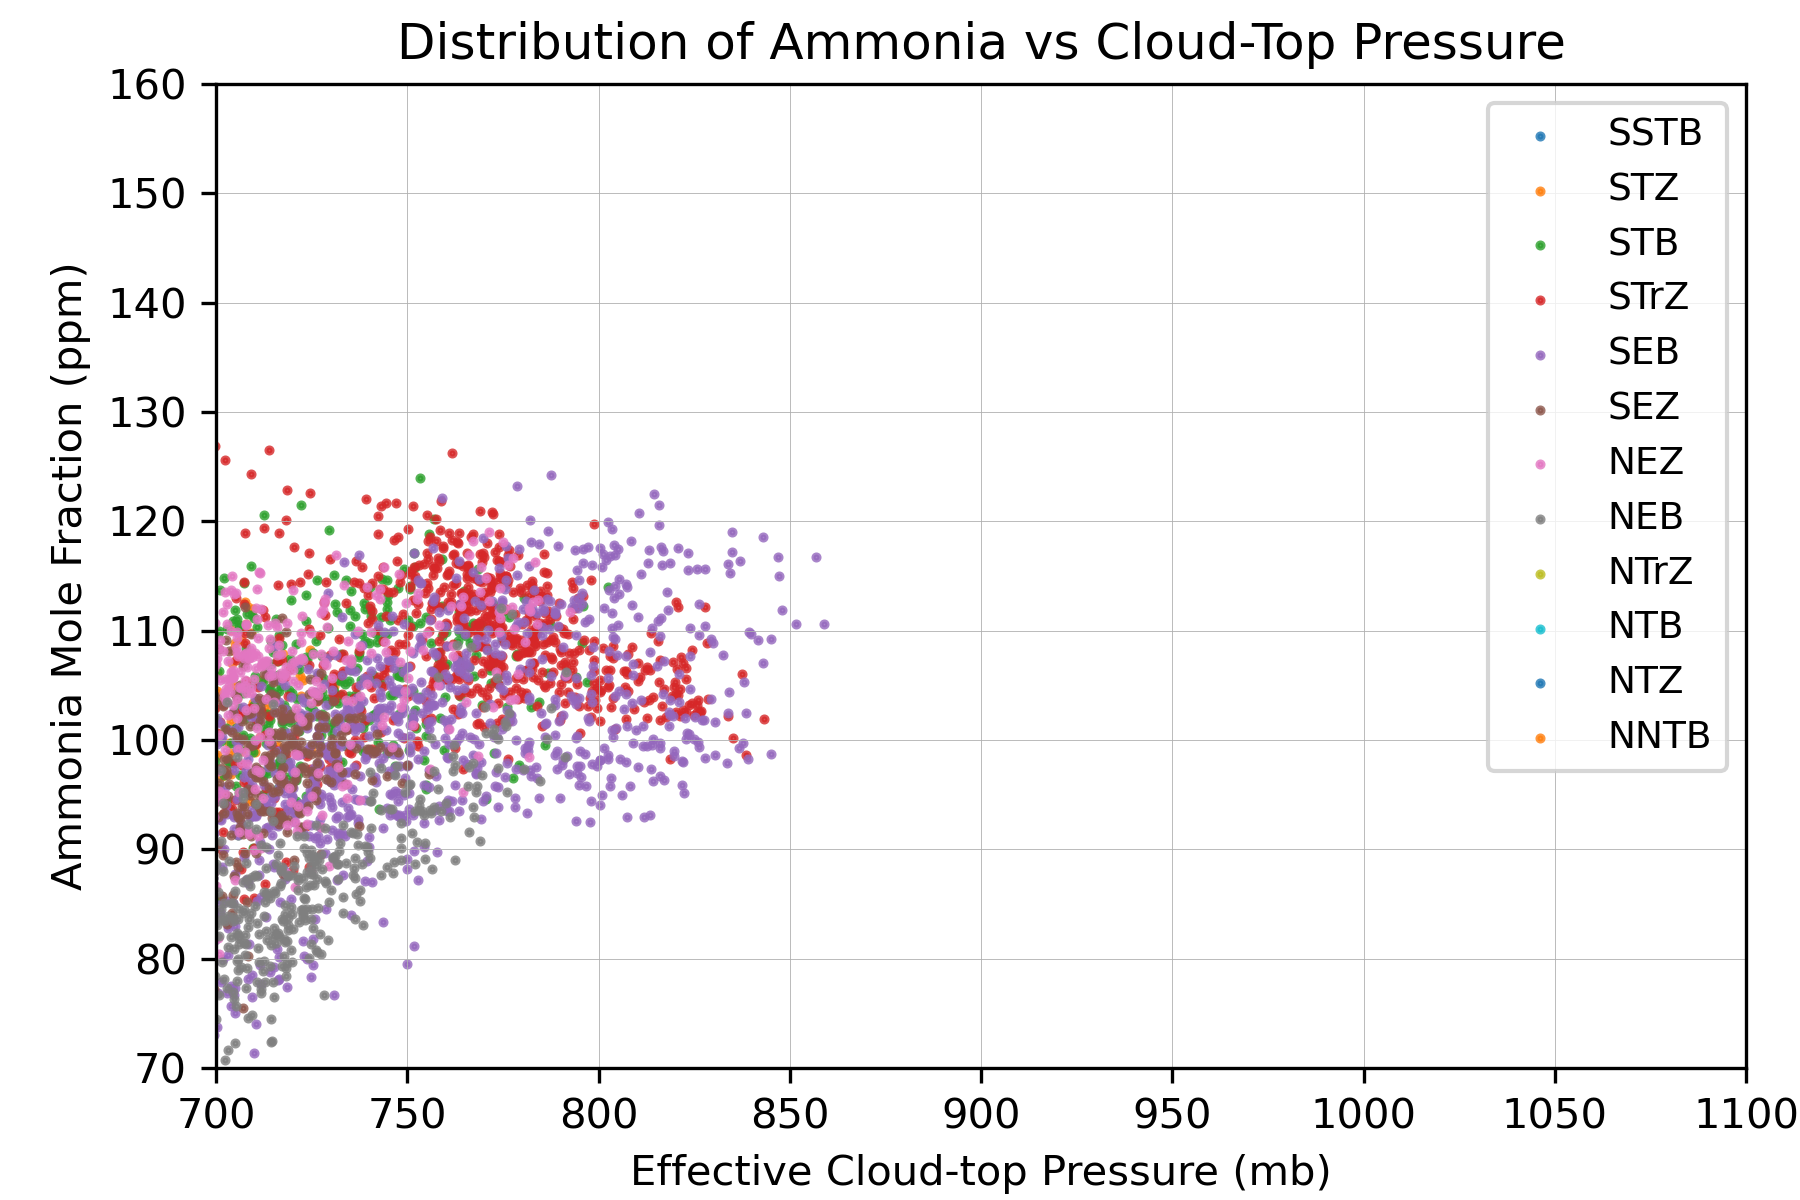 Distribution of Ammonia vs Cloud-Top Pressure
Ammonia Mole Fraction (ppm)
160
150
140
130
120
110
100
90
80
70
SSTB
STZ
STB
STrZ
SEB
SEZ
NEZ
NEB
NTrZ
NTB
NTZ
NNTB
700 750 800 850 900 950 1000 1050 1100
Effective Cloud-top Pressure (mb)